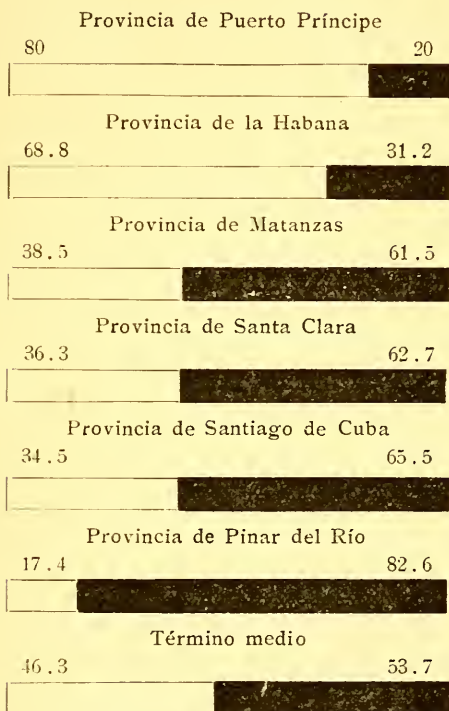 Provincia de Puerto Príncipe
80 20
Provincia de la Habana
68.8 31.2
Provincia de Matanzas
38.5 61.5
Provincia de Santa Clara
36.3 62.7
Provincia de Santiago de Cuba
34.5 65.5
Provincia de Pinar del Río
17.4 82.6
Término medio
46.3 53.7